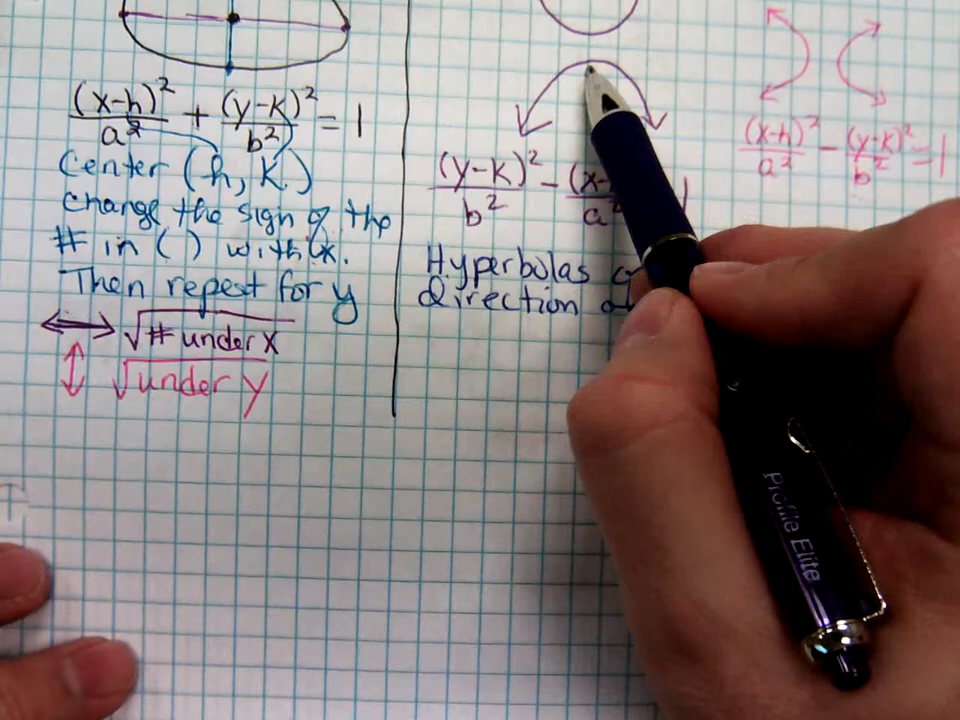 (x-h)²/a² + (y-k)²/b² = 1
Center (h, k)
change the sign of the
# in ( ) with x.
Then repest for y
√# under x
√under y
(y-k)²/b² - (x-
a
Hyperbolas
direction
(x-h)²/a² - (y-k)²/b² = 1
Profile Elite